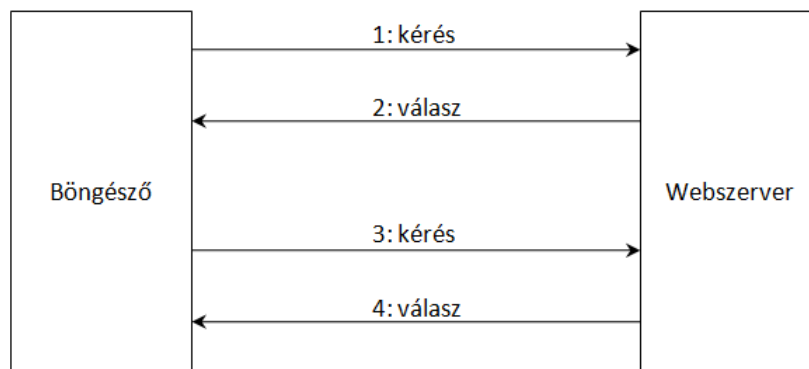 1: kérés
2: válasz
Böngésző
Webszerver
3: kérés
4: válasz